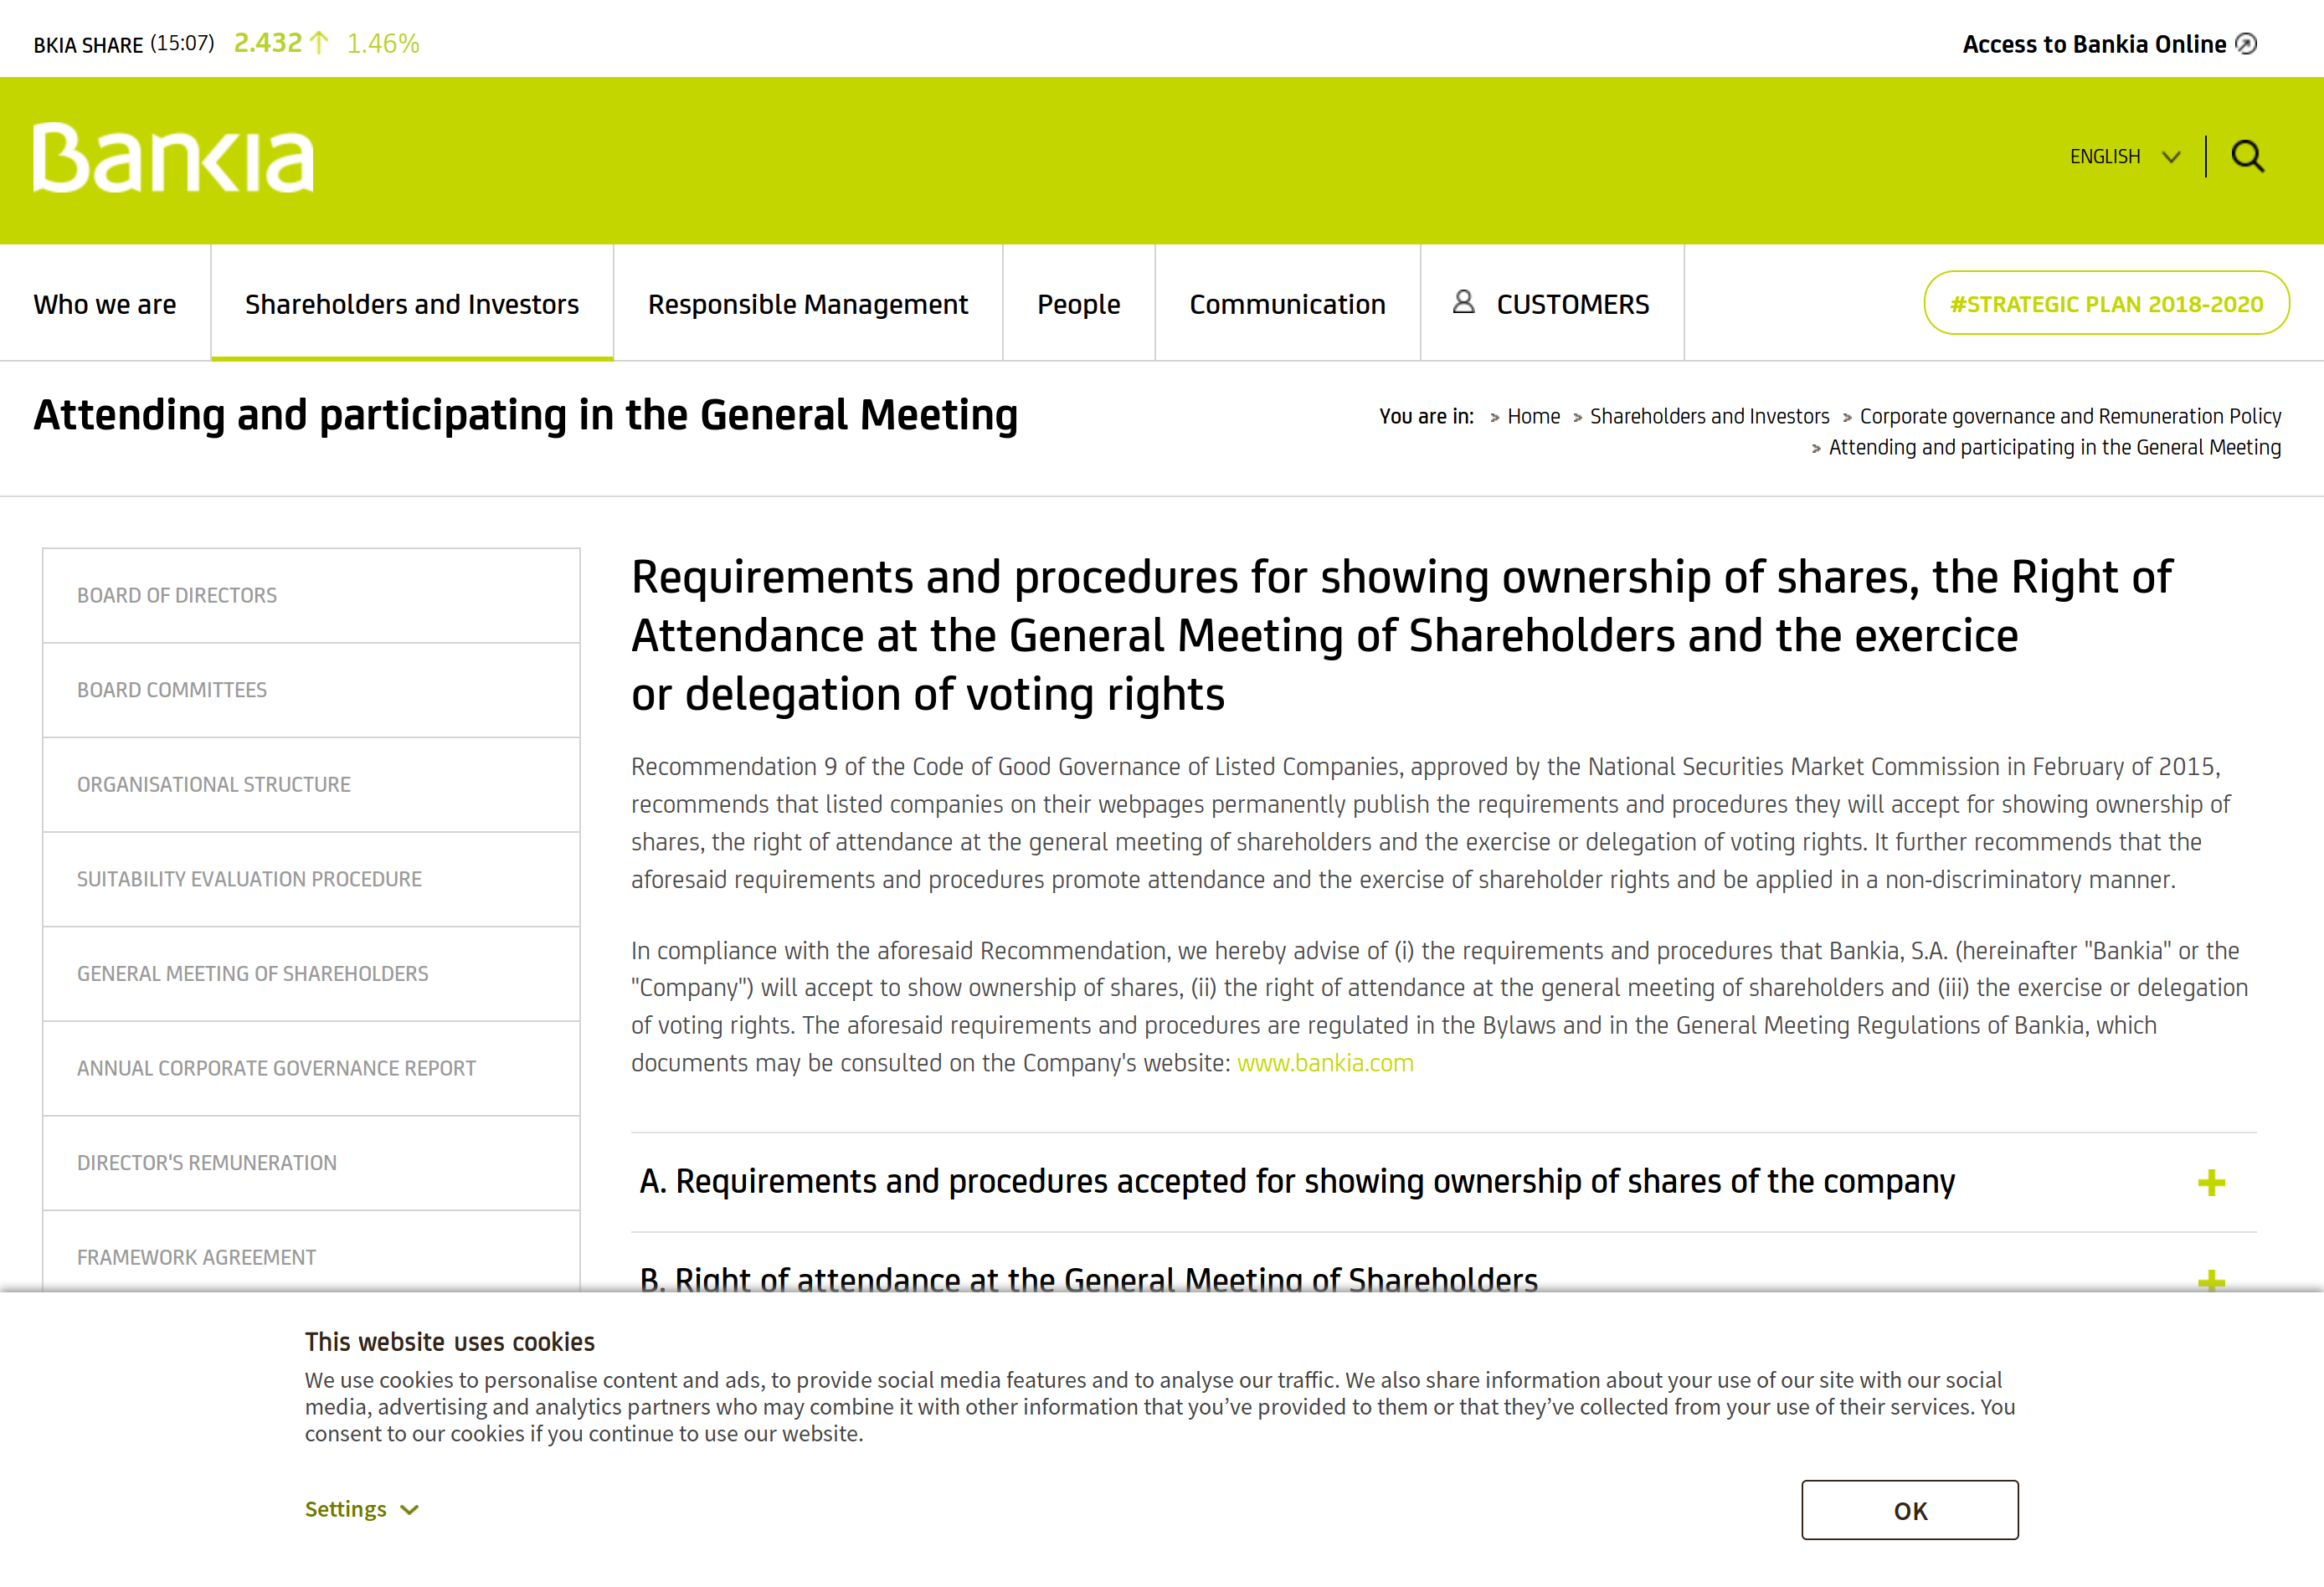 BKIA SHARE (15:07) 2.432 1.46%
Access to Bankia Online
Bankia
ENGLISH
Who we are
Shareholders and Investors
Responsible Management
People
Communication
CUSTOMERS
#STRATEGIC PLAN 2018-2020
Attending and participating in the General Meeting
You are in: > Home > Shareholders and Investors > Corporate governance and Remuneration Policy
> Attending and participating in the General Meeting
BOARD OF DIRECTORS
BOARD COMMITTEES
ORGANISATIONAL STRUCTURE
SUITABILITY EVALUATION PROCEDURE
GENERAL MEETING OF SHAREHOLDERS
ANNUAL CORPORATE GOVERNANCE REPORT
DIRECTOR'S REMUNERATION
FRAMEWORK AGREEMENT
Requirements and procedures for showing ownership of shares, the Right of
Attendance at the General Meeting of Shareholders and the exercice
or delegation of voting rights
Recommendation 9 of the Code of Good Governance of Listed Companies, approved by the National Securities Market Commission in February of 2015,
recommends that listed companies on their webpages permanently publish the requirements and procedures they will accept for showing ownership of
shares, the right of attendance at the general meeting of shareholders and the exercise or delegation of voting rights. It further recommends that the
aforesaid requirements and procedures promote attendance and the exercise of shareholder rights and be applied in a non-discriminatory manner.
In compliance with the aforesaid Recommendation, we hereby advise of (i) the requirements and procedures that Bankia, S.A. (hereinafter "Bankia" or the
"Company") will accept to show ownership of shares, (ii) the right of attendance at the general meeting of shareholders and (iii) the exercise or delegation
of voting rights. The aforesaid requirements and procedures are regulated in the Bylaws and in the General Meeting Regulations of Bankia, which
documents may be consulted on the Company's website: www.bankia.com
A. Requirements and procedures accepted for showing ownership of shares of the company
B. Right of attendance at the General Meeting of Shareholders
This website uses cookies
We use cookies to personalise content and ads, to provide social media features and to analyse our traffic. We also share information about your use of our site with our social
media, advertising and analytics partners who may combine it with other information that you've provided to them or that they've collected from your use of their services. You
consent to our cookies if you continue to use our website.
Settings
OK